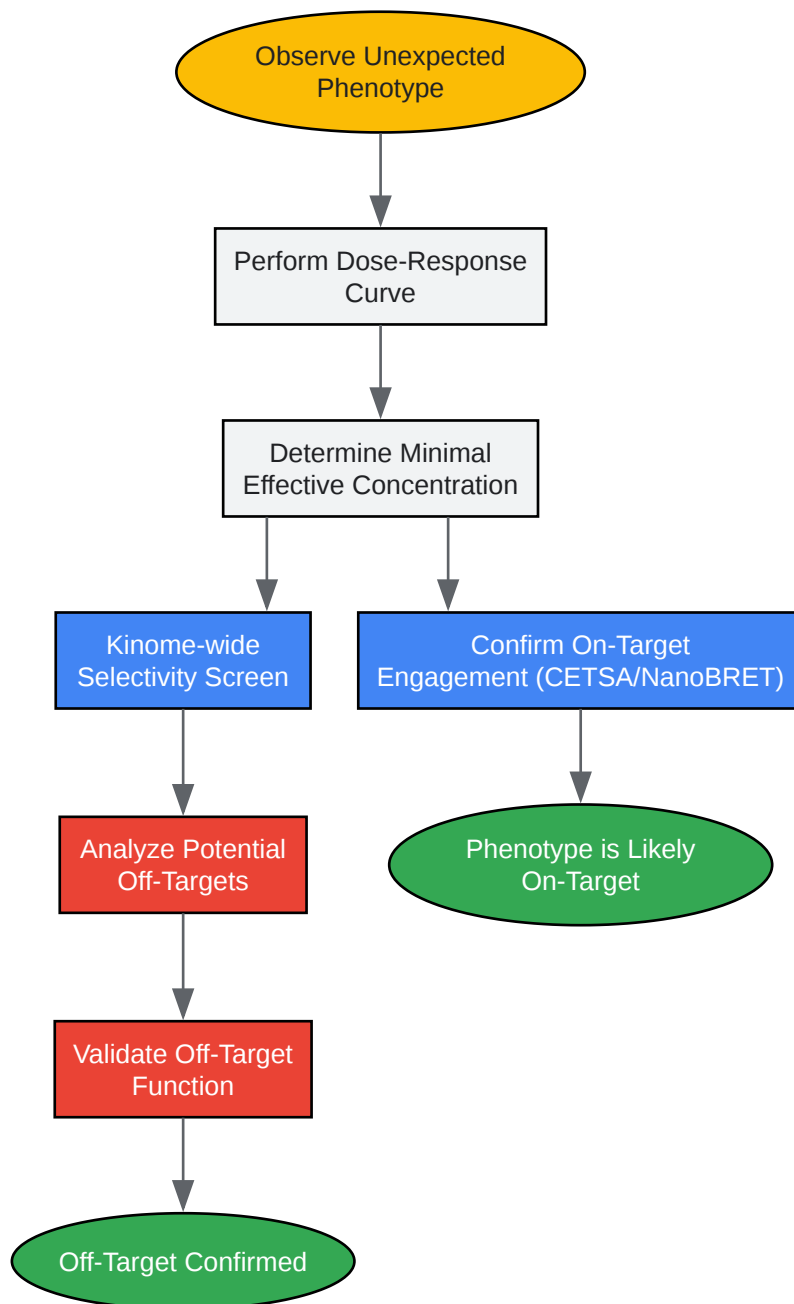 Observe Unexpected
Phenotype
Perform Dose-Response
Curve
Determine Minimal
Effective Concentration
Kinome-wide
Selectivity Screen
Confirm On-Target
Engagement (CETSA/NanoBRET)
Analyze Potential
Off-Targets
Phenotype is Likely
On-Target
Validate Off-Target
Function
Off-Target Confirmed